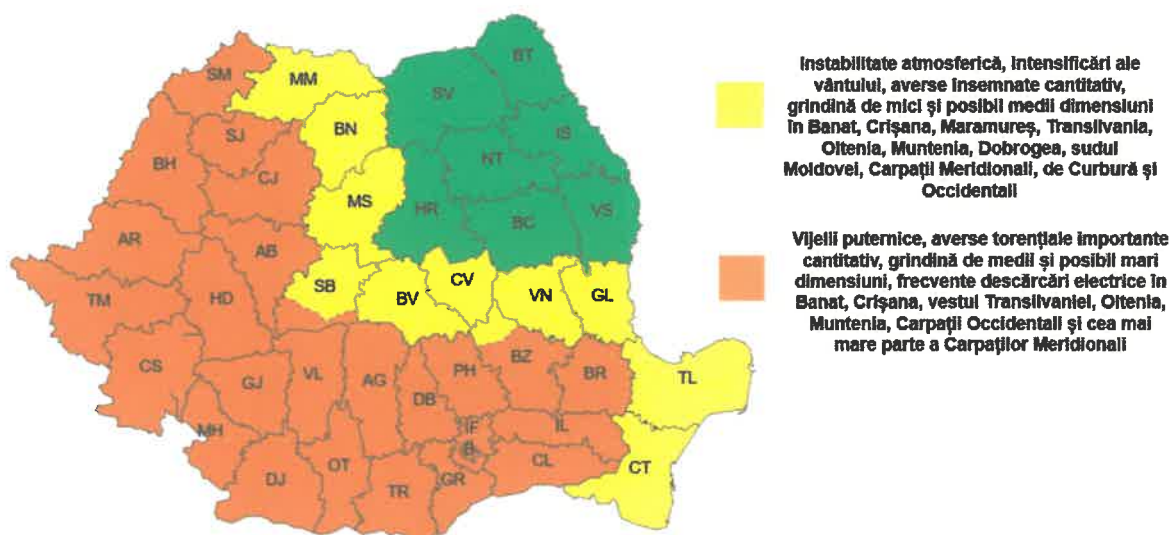 SM
MM
BT
SV
BN
SJ
IS
BH
NT
CJ
MS
HR
BC
VS
AR
AB
SB
CV
TM
HD
BV
VN
GL
CS
GJ
VL
AG
PH
BZ
BR
TL
DB
MH
IF
IL
B
DJ
OT
TR
GR
CL
CT
Instabilitate atmosferică, intensificări ale
vântului, averse însemnate cantitativ,
grindină de mici și posibil medii dimensiuni
în Banat, Crișana, Maramureș, Transilvania,
Oltenia, Muntenia, Dobrogea, sudul
Moldovei, Carpații Meridionali, de Curbură și
Occidentali
Vijelii puternice, averse torențiale importante
cantitativ, grindină de medii și posibil mari
dimensiuni, frecvente descărcări electrice în
Banat, Crișana, vestul Transilvaniei, Oltenia,
Muntenia, Carpații Occidentali și cea mai
mare parte a Carpaților Meridionali